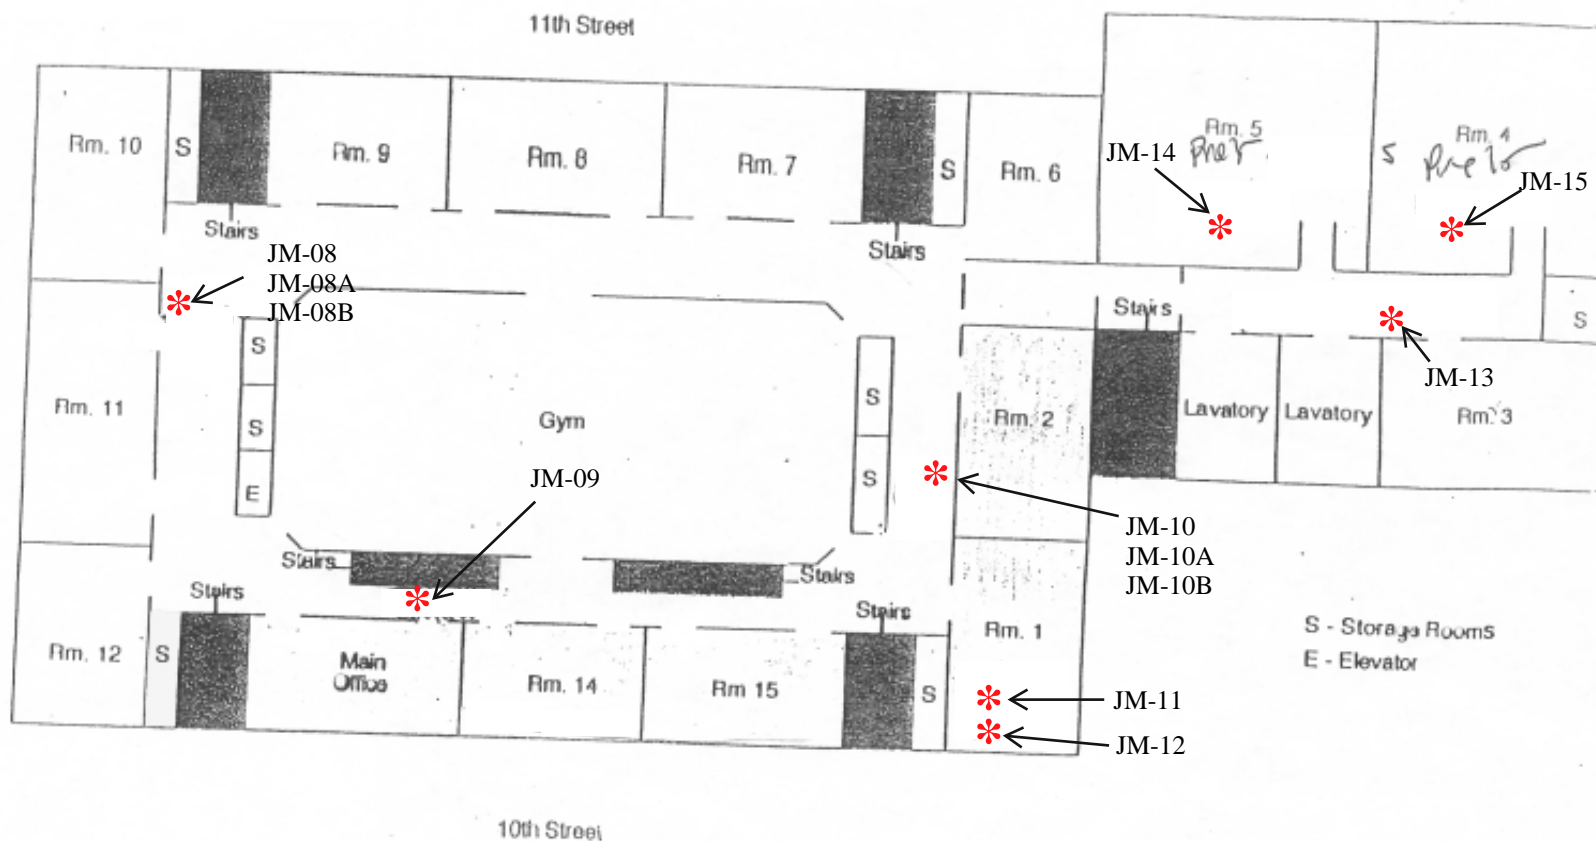 11th Street
Rm. 10
S
Rm. 9
Rm. 8
Rm. 7
S
Rm. 6
JM-14
Rm. 5
S
Rm. 4
JM-15
Stairs
Stairs
JM-08
JM-08A
JM-08B
Stairs
S
JM-13
S
S
E
Rm. 11
Gym
S
S
Rm. 2
Lavatory
Lavatory
Rm. 3
JM-09
JM-10
JM-10A
JM-10B
Stairs
Stairs
Stairs
Stairs
Rm. 12
S
Main
Office
Rm. 14
Rm 15
S
Rm. 1
JM-11
JM-12
S - Storage Rooms
E - Elevator
10th Street